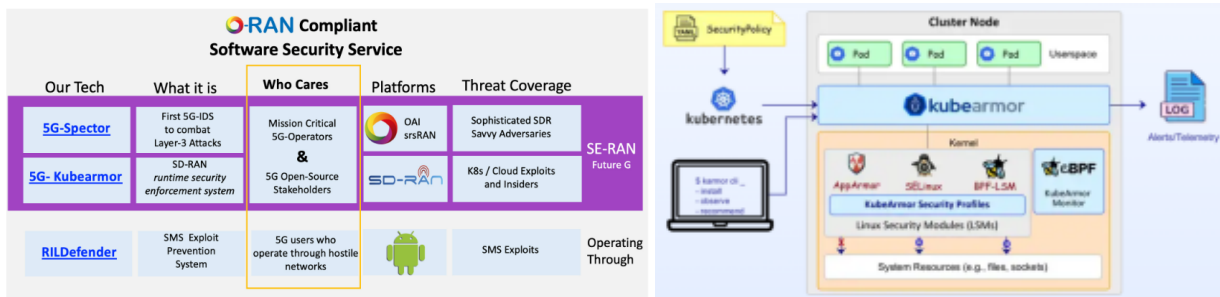 O-RAN Compliant
Software Security Service
Our Tech
What it is
Who Cares
Platforms
Threat Coverage
5G-Spector
First 5G-IDS
to combat
Layer-3 Attacks
Mission Critical
5G-Operators
&
5G Open-Source
Stakeholders
OAI
srsRAN
Sophisticated SDR
Savvy Adversaries
SE-RAN
Future G
5G- Kubearmor
SD-RAN
runtime security
enforcement system
SD-RAN
K8s / Cloud Exploits
and Insiders
RILDefender
SMS Exploit
Prevention
System
5G users who
operate through hostile
networks
SMS Exploits
Operating
Through
YAML
SecurityPolicy
kubernetes
$ karmor cli _
- install
- observe
- recommend
Cluster Node
Pod
Pod
Pod
Userspace
kubearmor
LOG
Alerts/Telemetry
Kernel
AppArmor
SELinux
BPF-LSM
eBPF
KubeArmor
Monitor
KubeArmor Security Profiles
Linux Security Modules (LSMs)
System Resources (e.g., files, sockets)